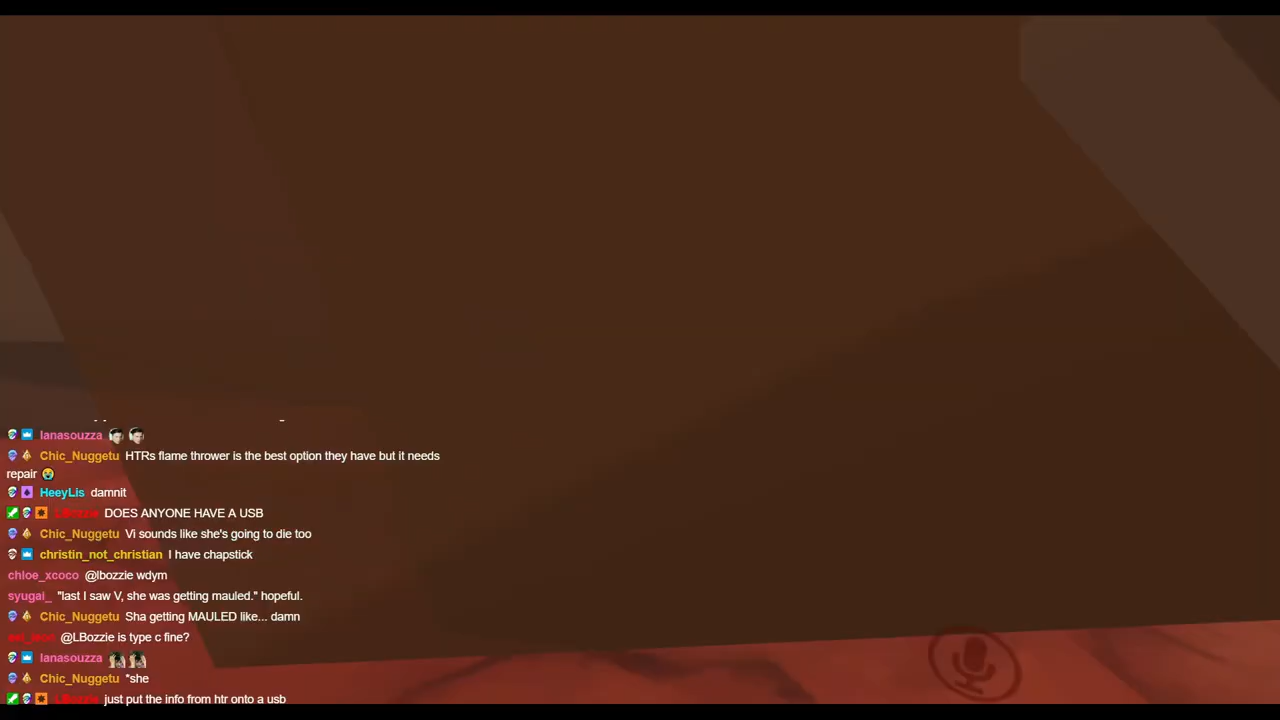 lanasouzza
Chic_Nuggetu HTRs flame thrower is the best option they have but it needs
repair
HeeyLis damnit
LBozzie DOES ANYONE HAVE A USB
Chic_Nuggetu Vi sounds like she's going to die too
christin_not_christian I have chapstick
chloe_xcoco @lbozzie wdym
syugai_ "last I saw V, she was getting mauled." hopeful.
Chic_Nuggetu Sha getting MAULED like... damn
@LBozzie is type c fine?
lanasouzza
Chic_Nuggetu *she
LBozzie just put the info from htr onto a usb